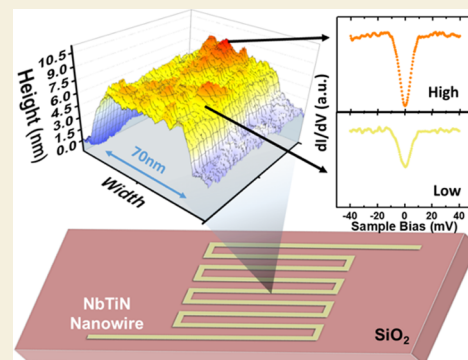 10.5
9.0
7.5
6.0
4.5
3.0
1.5
0.0
Height (nm)
70nm
Width
dI/dV (a.u.)
High
Low
-40 -20 0 20 40
Sample Bias (mV)
NbTiN
Nanowire
SiO₂